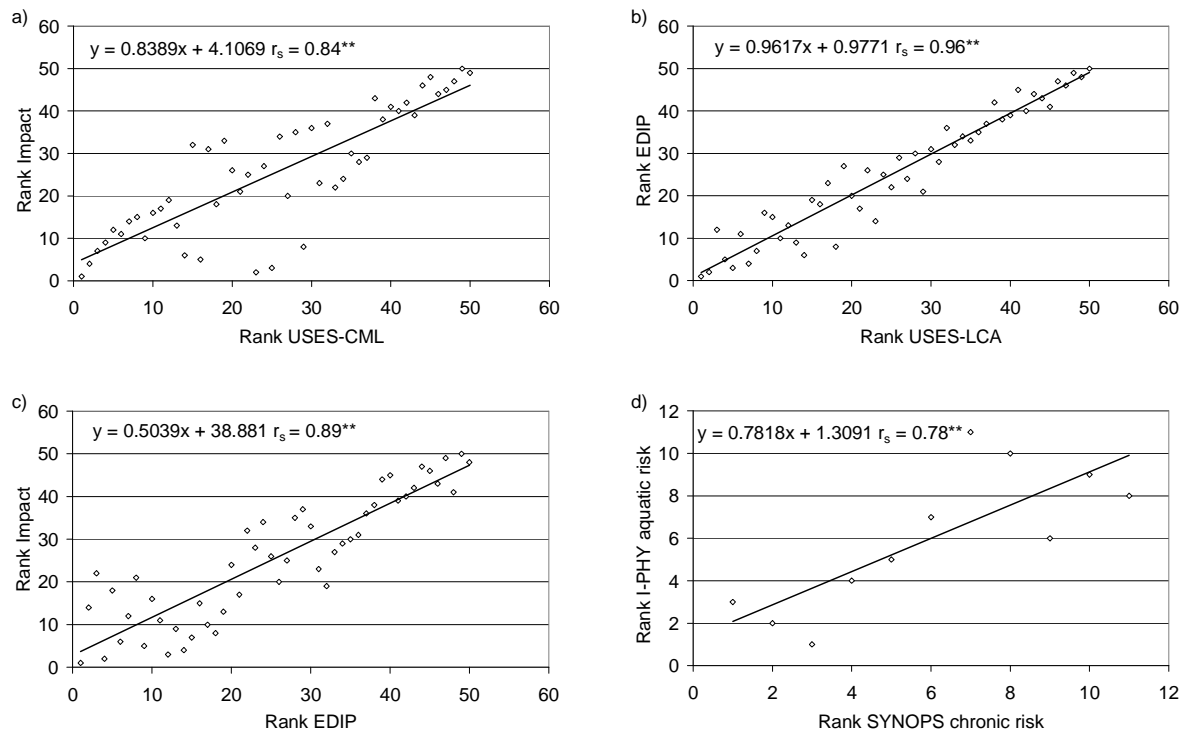 a)
60
50
40
30
20
10
0
y = 0.8389x + 4.1069 rs = 0.84**
Rank Impact
0 10 20 30 40 50 60
Rank USES-CML
b)
60
50
40
30
20
10
0
y = 0.9617x + 0.9771 rs = 0.96**
Rank EDIP
0 10 20 30 40 50 60
Rank USES-LCA
c)
60
50
40
30
20
10
0
y = 0.5039x + 38.881 rs = 0.89**
Rank Impact
0 10 20 30 40 50 60
Rank EDIP
d)
12
10
8
6
4
2
0
y = 0.7818x + 1.3091 rs = 0.78**
Rank I-PHY aquatic risk
0 2 4 6 8 10 12
Rank SYNOPS chronic risk